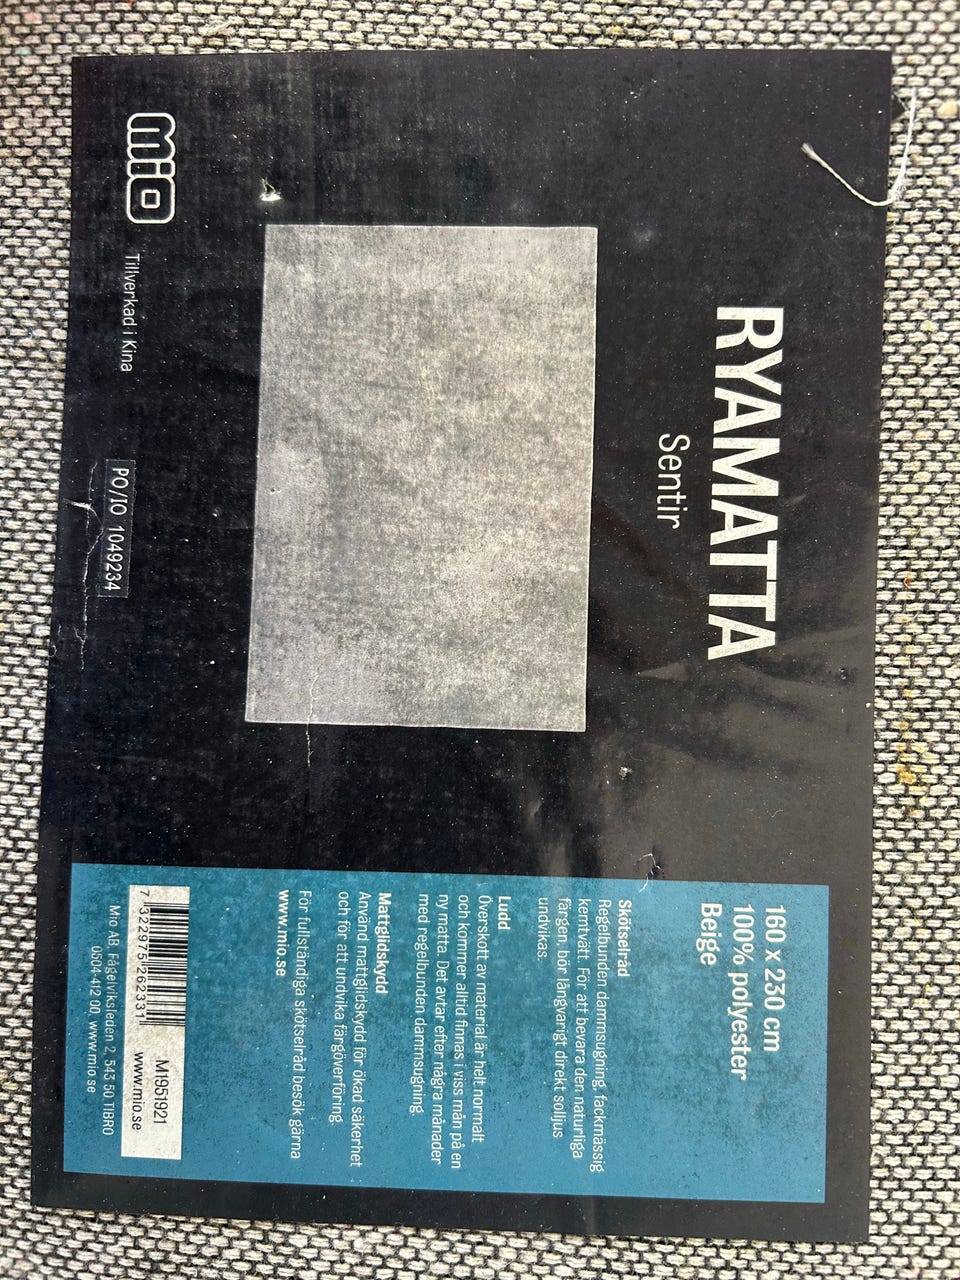 RYAMATTA
Sentir
mio
Tillverkad i Kina
PO/IO 1049234
160 x 230 cm
100% polyester
Beige
Skötselråd
Regelbunden dammsugning, fackmässig
kemtvätt. För att bevara den naturliga
färgen, bör långvarigt direkt solljus
undvikas.
Ludd
Överskott av material är helt normalt
och kommer alltid finnas i viss mån på en
ny matta. Det avtar efter några månader
med regelbunden dammsugning.
Mattglidskydd
Använd mattglidskydd för ökad säkerhet
och för att undvika färgöverföring.
För fullständiga skötselråd besök gärna
www.mio.se
7 322975 262331
M1951921
www.mio.se
Mio AB, Fågelviksleden 2, 543 50 TIBRO
0504-412 00, www.mio.se